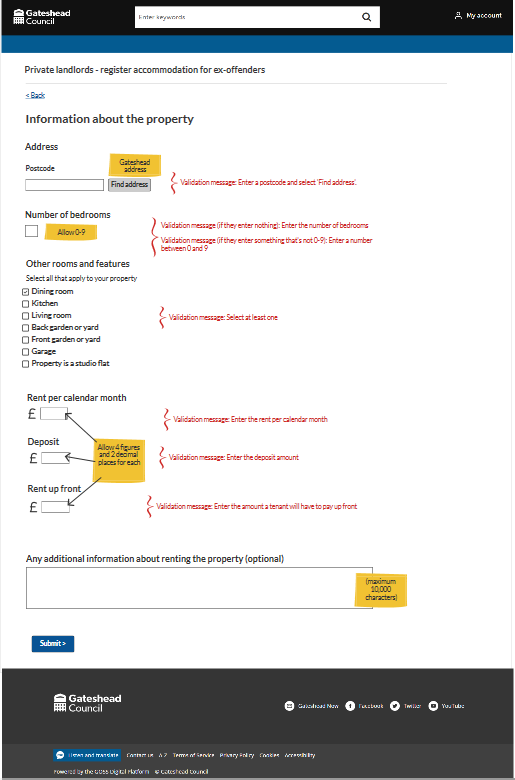 Gateshead
Council
Enter keywords
My account
Private landlords - register accommodation for ex-offenders
< Back
Information about the property
Address
Postcode
Gateshead
address
Find address
Validation message: Enter a postcode and select 'Find address'.
Number of bedrooms
Allow 0-9
Validation message (if they enter nothing): Enter the number of bedrooms
Validation message (if they enter something that's not 0-9): Enter a number
between 0 and 9
Other rooms and features
Select all that apply to your property
Dining room
Kitchen
Living room
Back garden or yard
Front garden or yard
Garage
Property is a studio flat
Validation message: Select at least one
Rent per calendar month
£
Validation message: Enter the rent per calendar month
Deposit
£
Allow 4 figures
and 2 decimal
places for each
Validation message: Enter the deposit amount
Rent up front
£
Validation message: Enter the amount a tenant will have to pay up front
Any additional information about renting the property (optional)
(maximum
10,000
characters)
Submit >
Gateshead
Council
Gateshead Now
Facebook
Twitter
YouTube
Listen and translate
Contact us
A-Z
Terms of Service
Privacy Policy
Cookies
Accessibility
Powered by the GOSS Digital Platform
© Gateshead Council